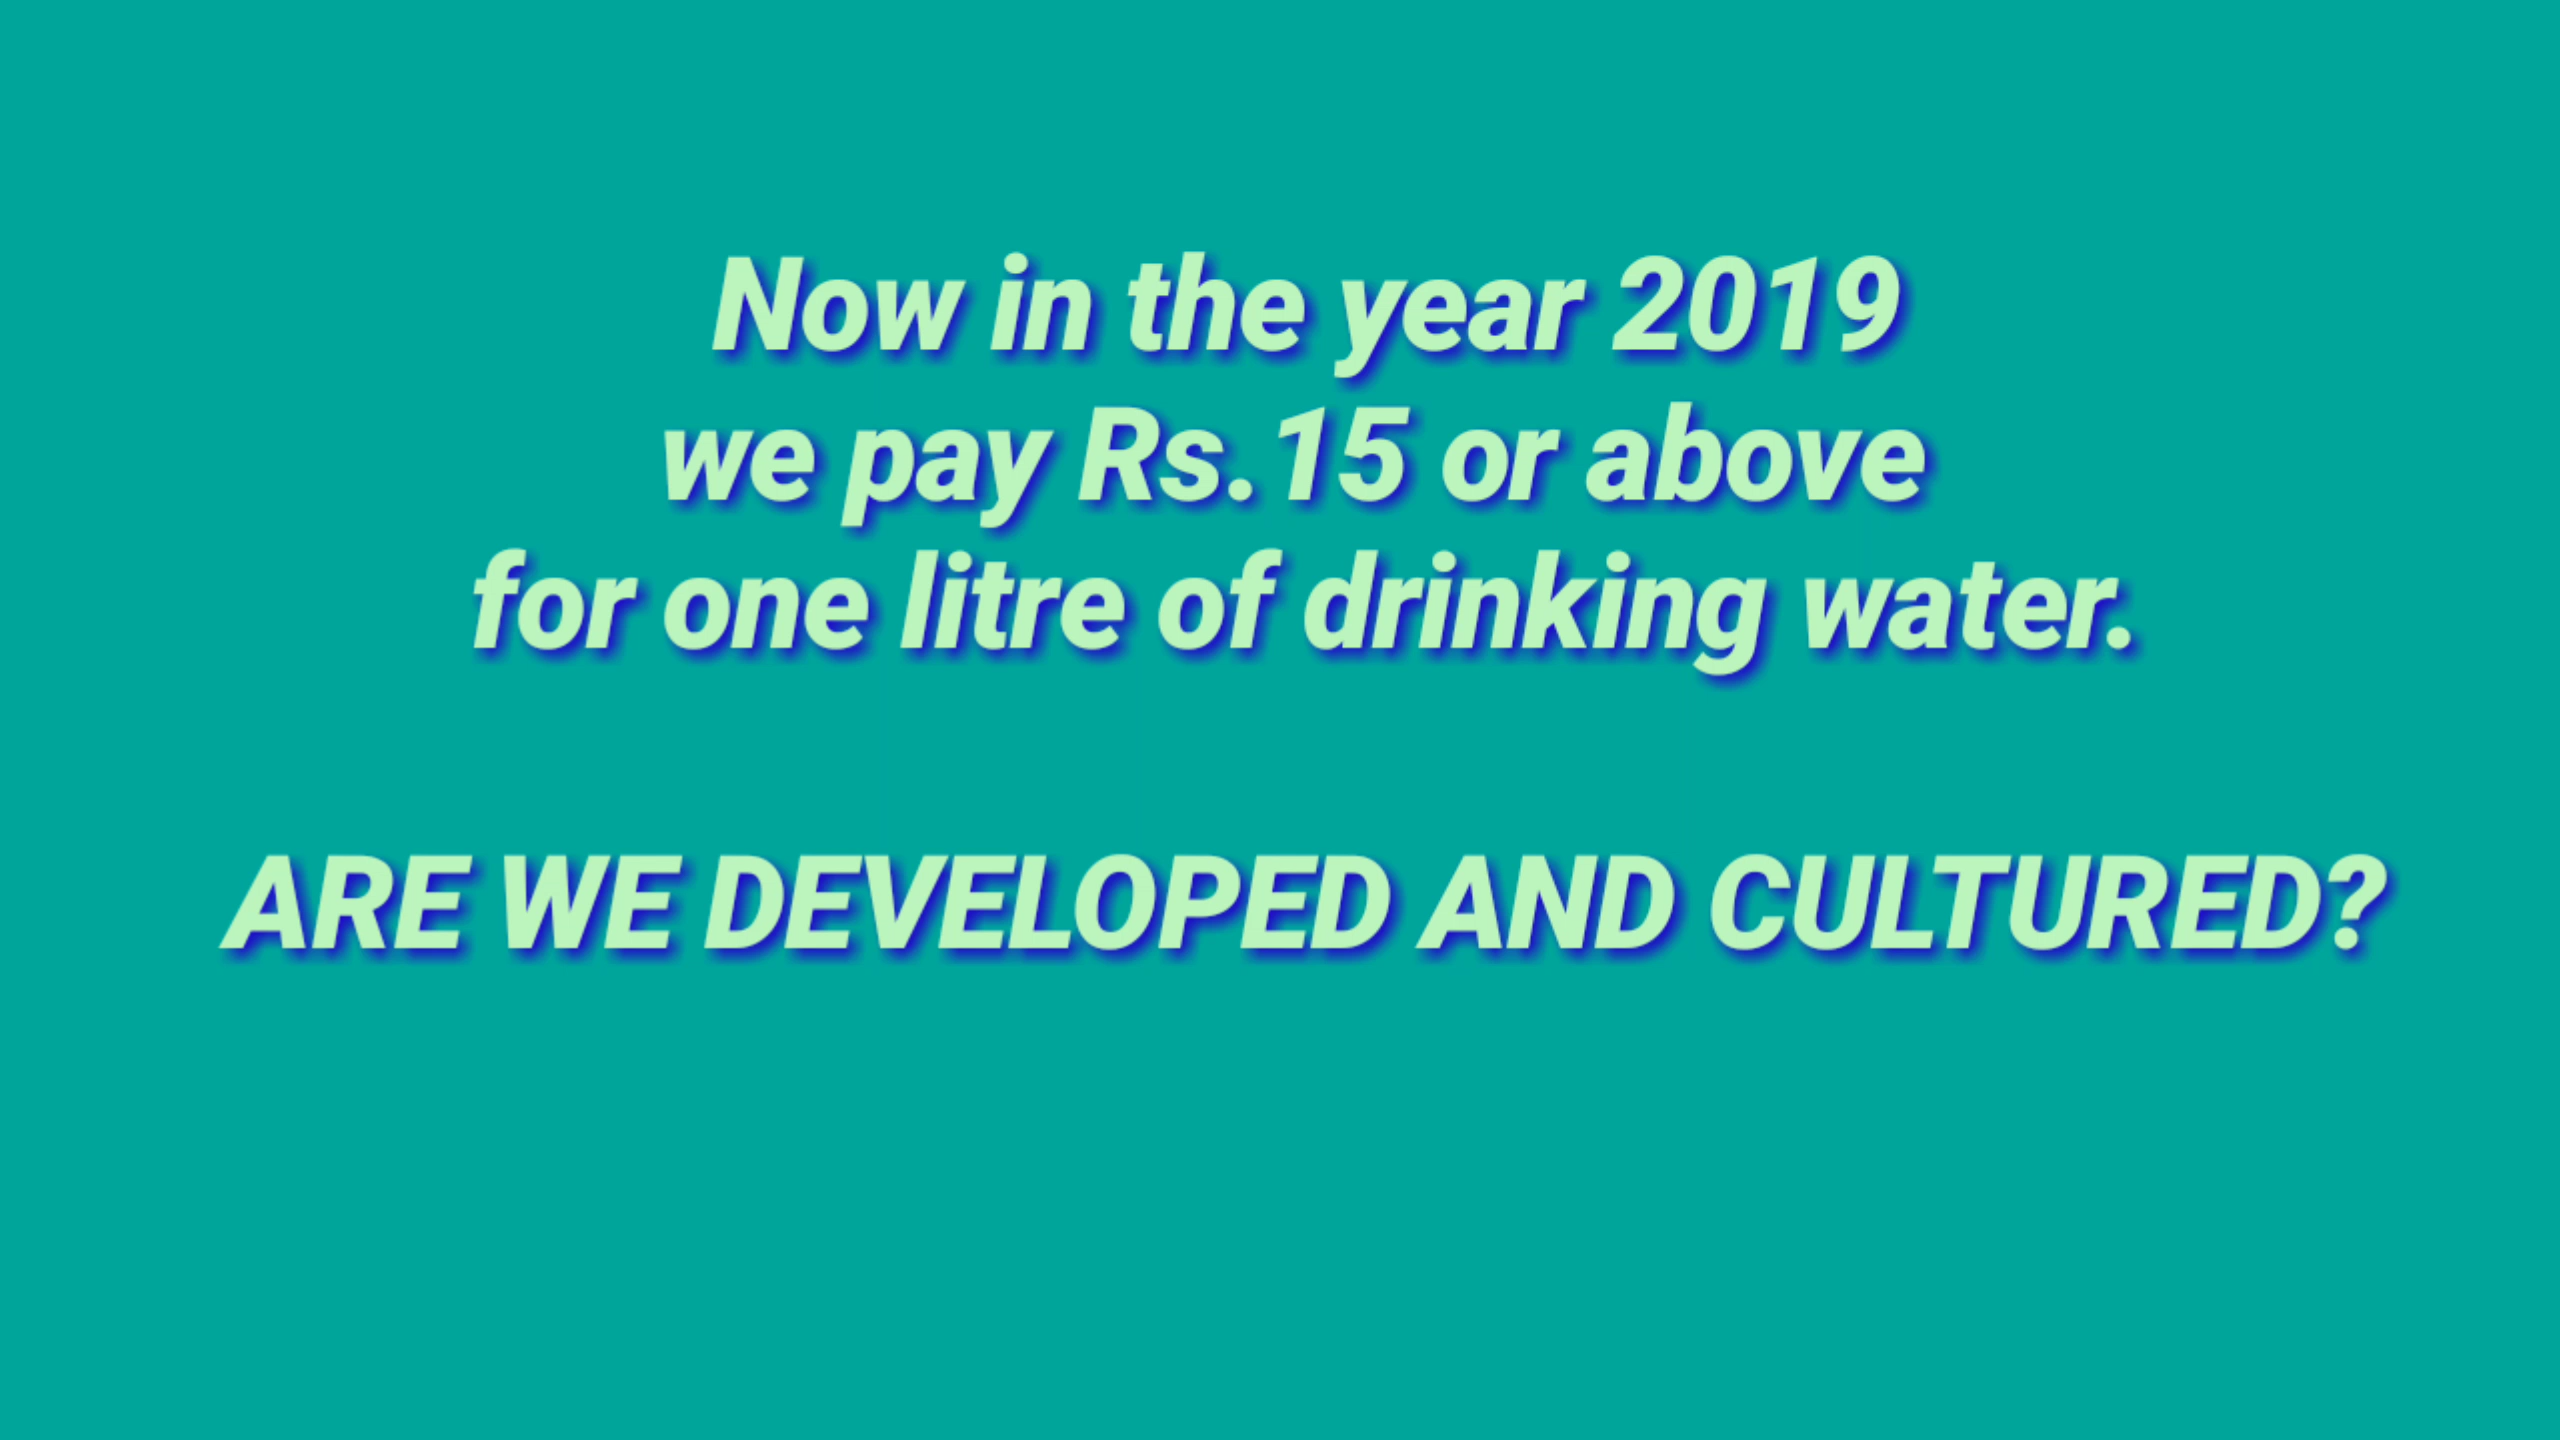 Now in the year 2019
we pay Rs.15 or above
for one litre of drinking water.
ARE WE DEVELOPED AND CULTURED?